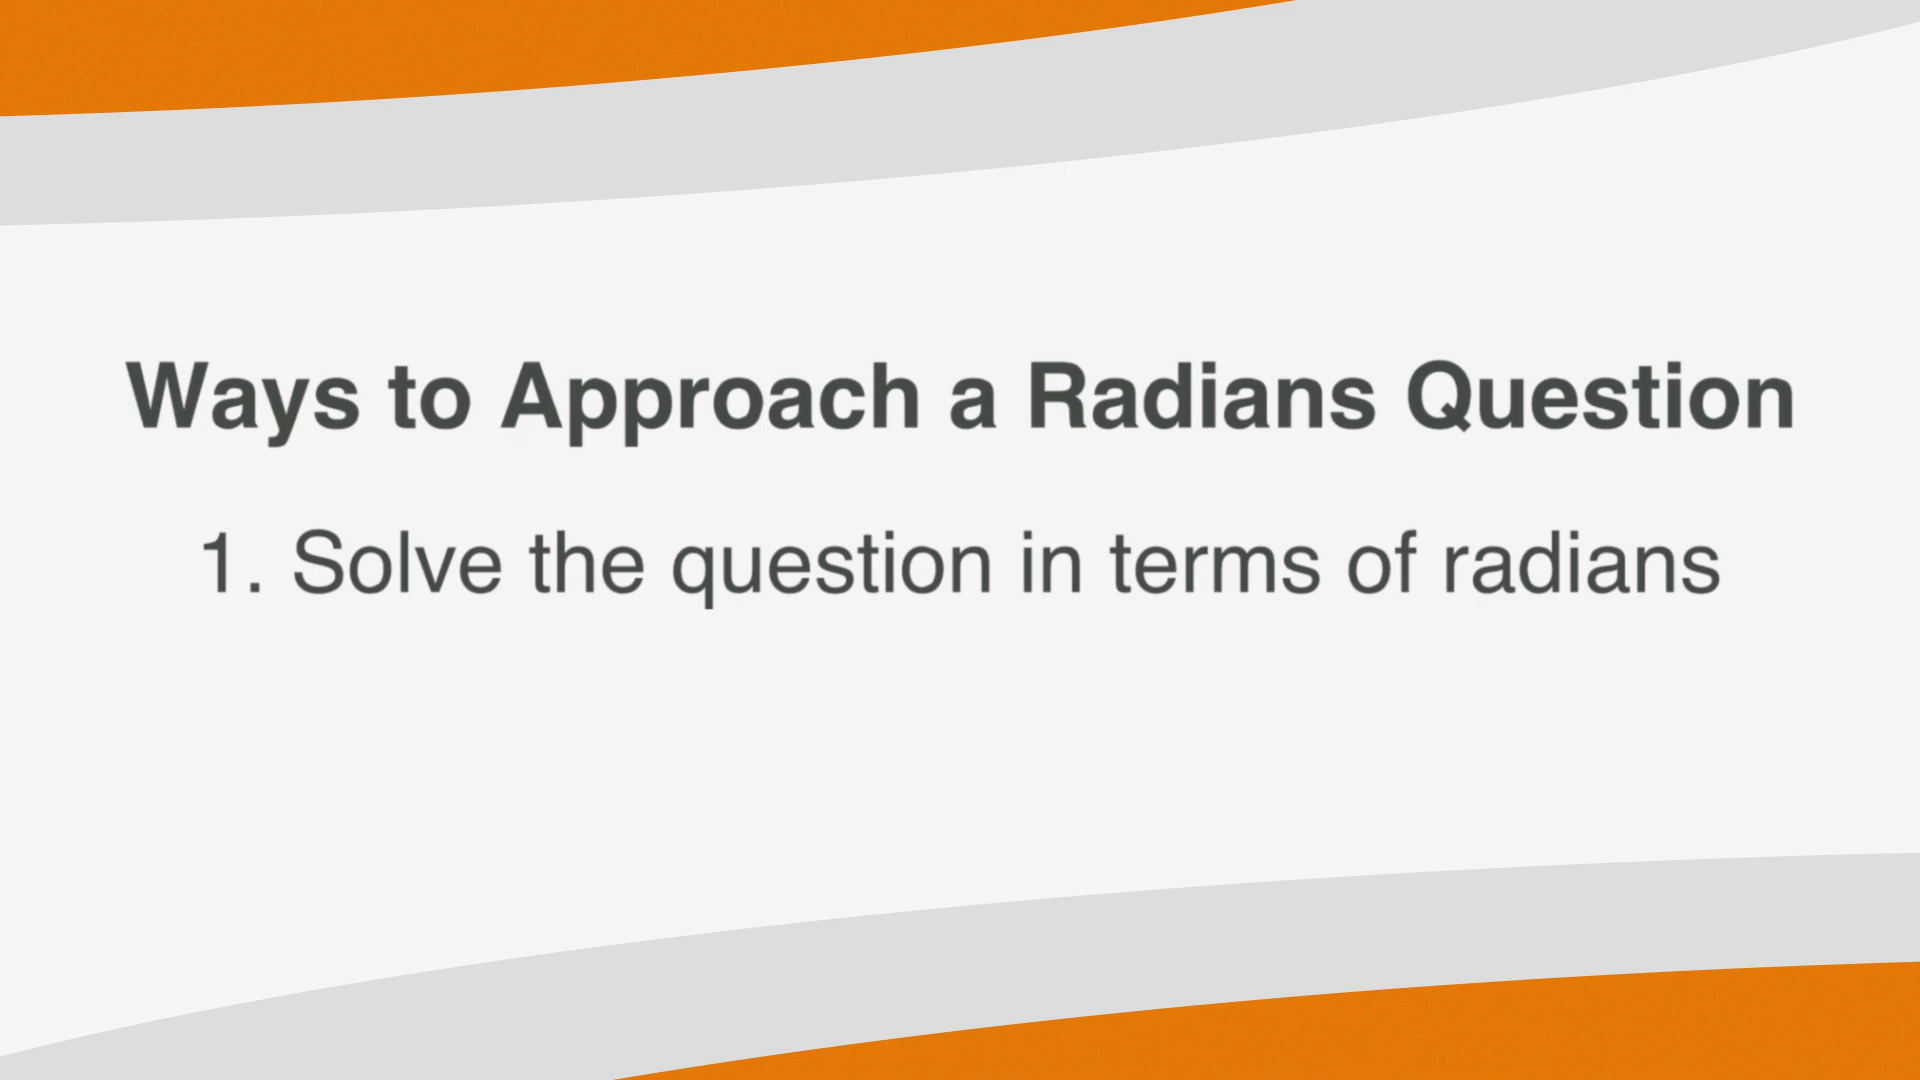 Ways to Approach a Radians Question
1. Solve the question in terms of radians